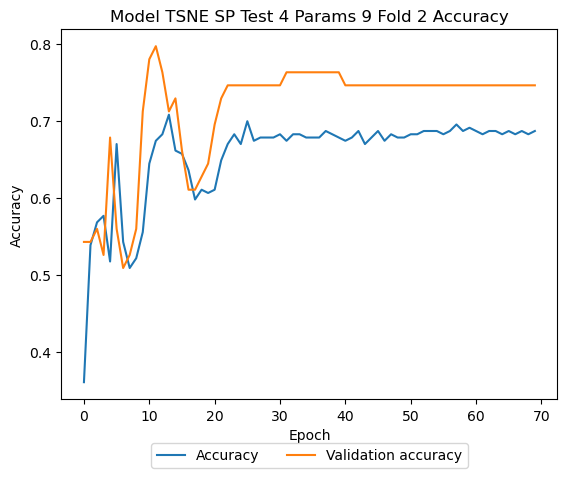 Model TSNE SP Test 4 Params 9 Fold 2 Accuracy
0.8
0.7
0.6
0.5
0.4
Accuracy
0 10 20 30 40 50 60 70
Epoch
Accuracy Validation accuracy